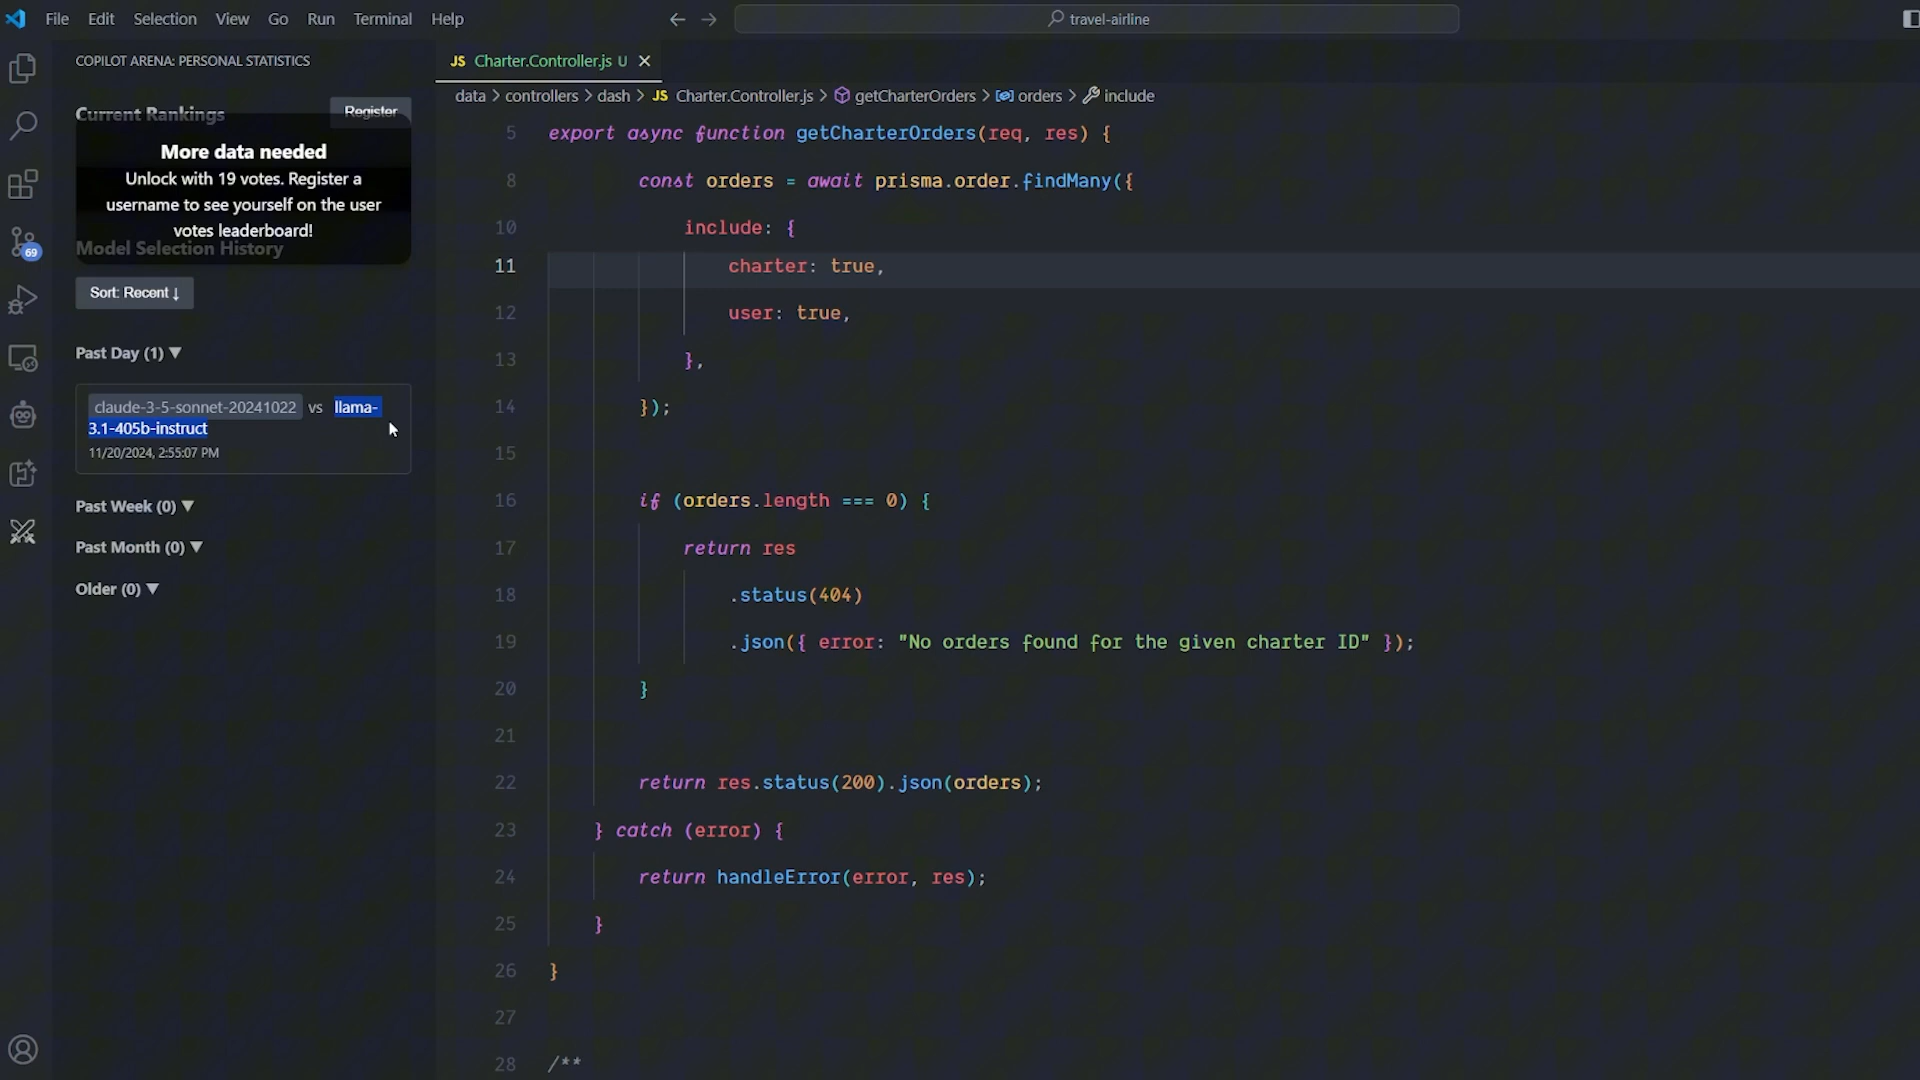 File Edit Selection View Go Run Terminal Help
travel-airline
COPILOT ARENA: PERSONAL STATISTICS
Current Rankings
Register
More data needed
Unlock with 19 votes. Register a
username to see yourself on the user
votes leaderboard!
Model Selection History
Sort: Recent ↓
Past Day (1) ▼
claude-3-5-sonnet-20241022 vs llama-
3.1-405b-instruct
11/20/2024, 2:55:07 PM
Past Week (0) ▼
Past Month (0) ▼
Older (0) ▼
69
JS Charter.Controller.js U
data > controllers > dash > JS Charter.Controller.js > getCharterOrders > orders > include
5 export async function getCharterOrders(req, res) {
8 const orders = await prisma.order.findMany({
10 include: {
11 charter: true,
12 user: true,
13 },
14 });
15
16 if (orders.length === 0) {
17 return res
18 .status(404)
19 .json({ error: "No orders found for the given charter ID" });
20 }
21
22 return res.status(200).json(orders);
23 } catch (error) {
24 return handleError(error, res);
25 }
26 }
27
28 /**